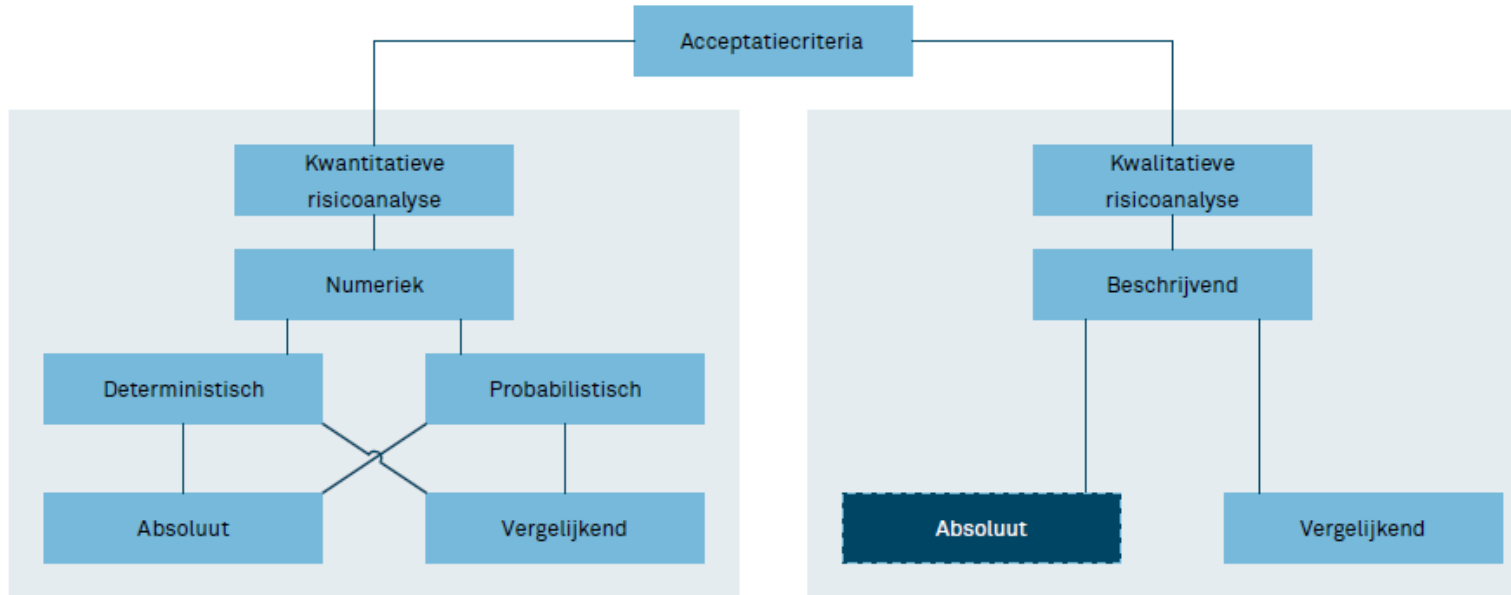 Acceptatiecriteria
Kwantitatieve
risicoanalyse
Kwalitatieve
risicoanalyse
Numeriek
Beschrijvend
Deterministisch
Probabilistisch
Absoluut
Vergelijkend
Absoluut
Vergelijkend